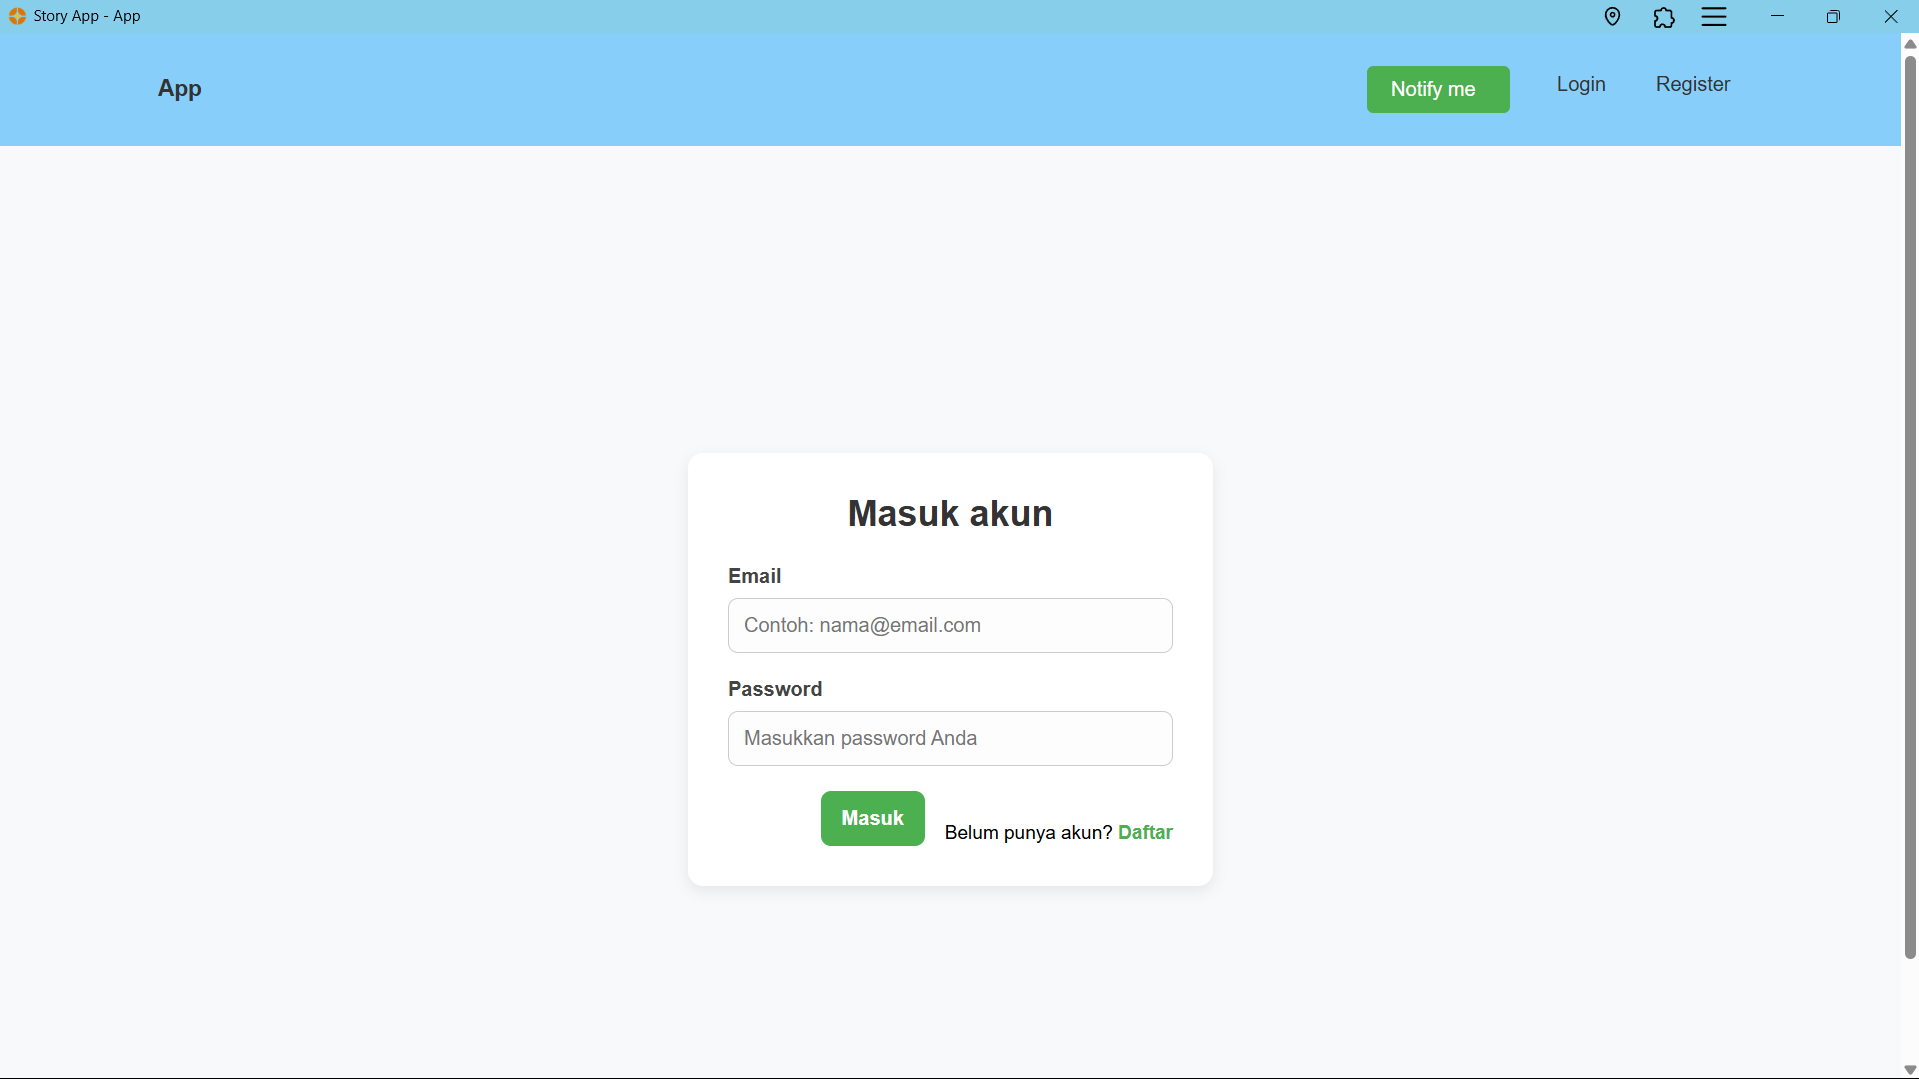 Story App - App
App
Notify me
Login
Register
Masuk akun
Email
Contoh: nama@email.com
Password
Masukkan password Anda
Masuk
Belum punya akun? Daftar